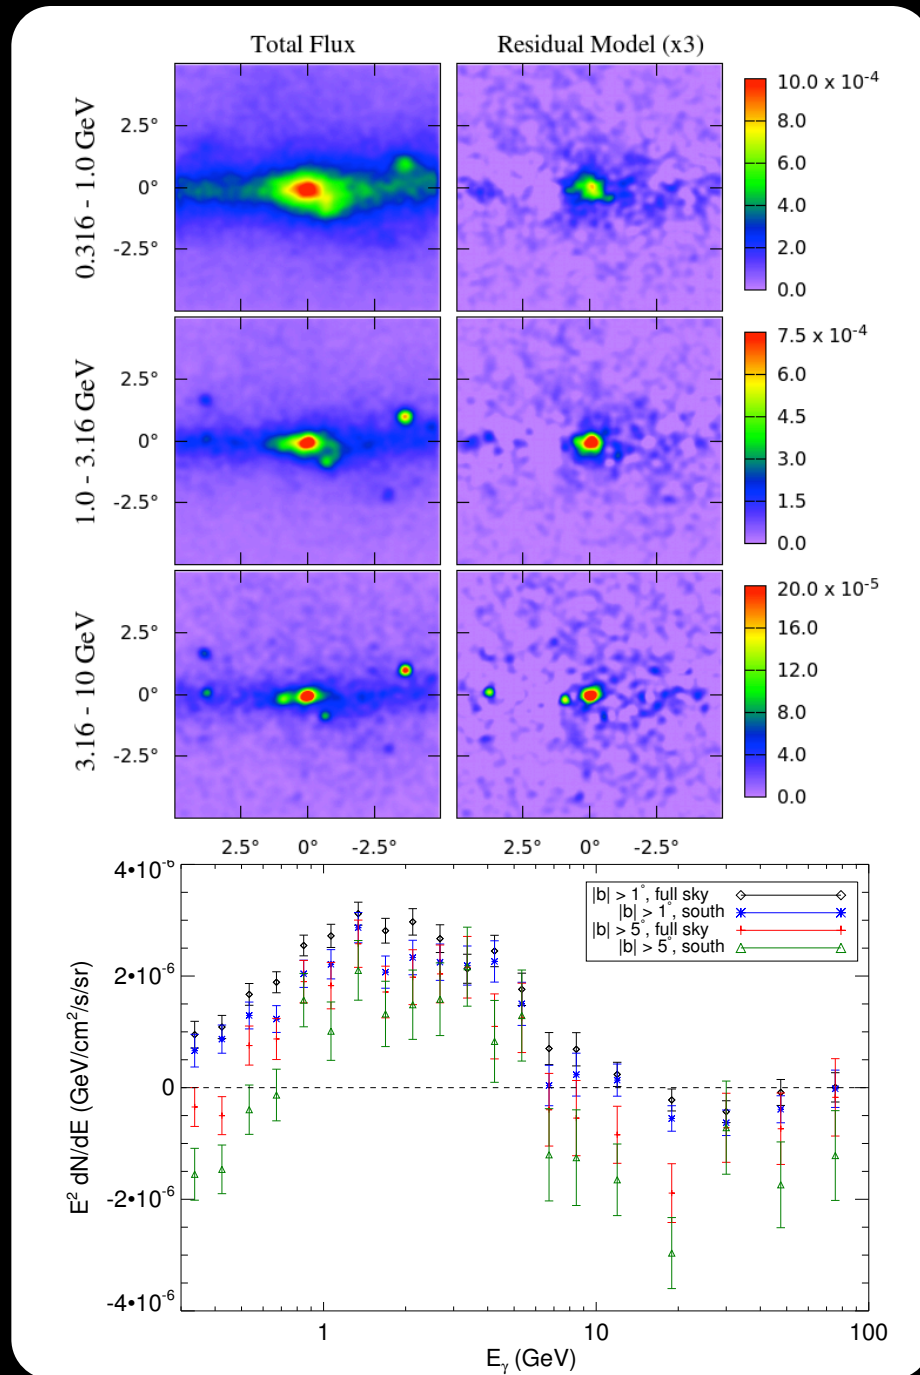 Total Flux
Residual Model (x3)
0.316 - 1.0 GeV
2.5°
0°
-2.5°
10.0 x 10-4
8.0
6.0
4.0
2.0
0.0
1.0 - 3.16 GeV
2.5°
0°
-2.5°
7.5 x 10-4
6.0
4.5
3.0
1.5
0.0
3.16 - 10 GeV
2.5°
0°
-2.5°
20.0 x 10-5
16.0
12.0
8.0
4.0
0.0
2.5° 0° -2.5°
2.5° 0° -2.5°
|b| > 1°, full sky
|b| > 1°, south
|b| > 5°, full sky
|b| > 5°, south
E2 dN/dE (GeV/cm2/s/sr)
4•10-6
2•10-6
0
-2•10-6
-4•10-6
1 10 100
Eγ (GeV)